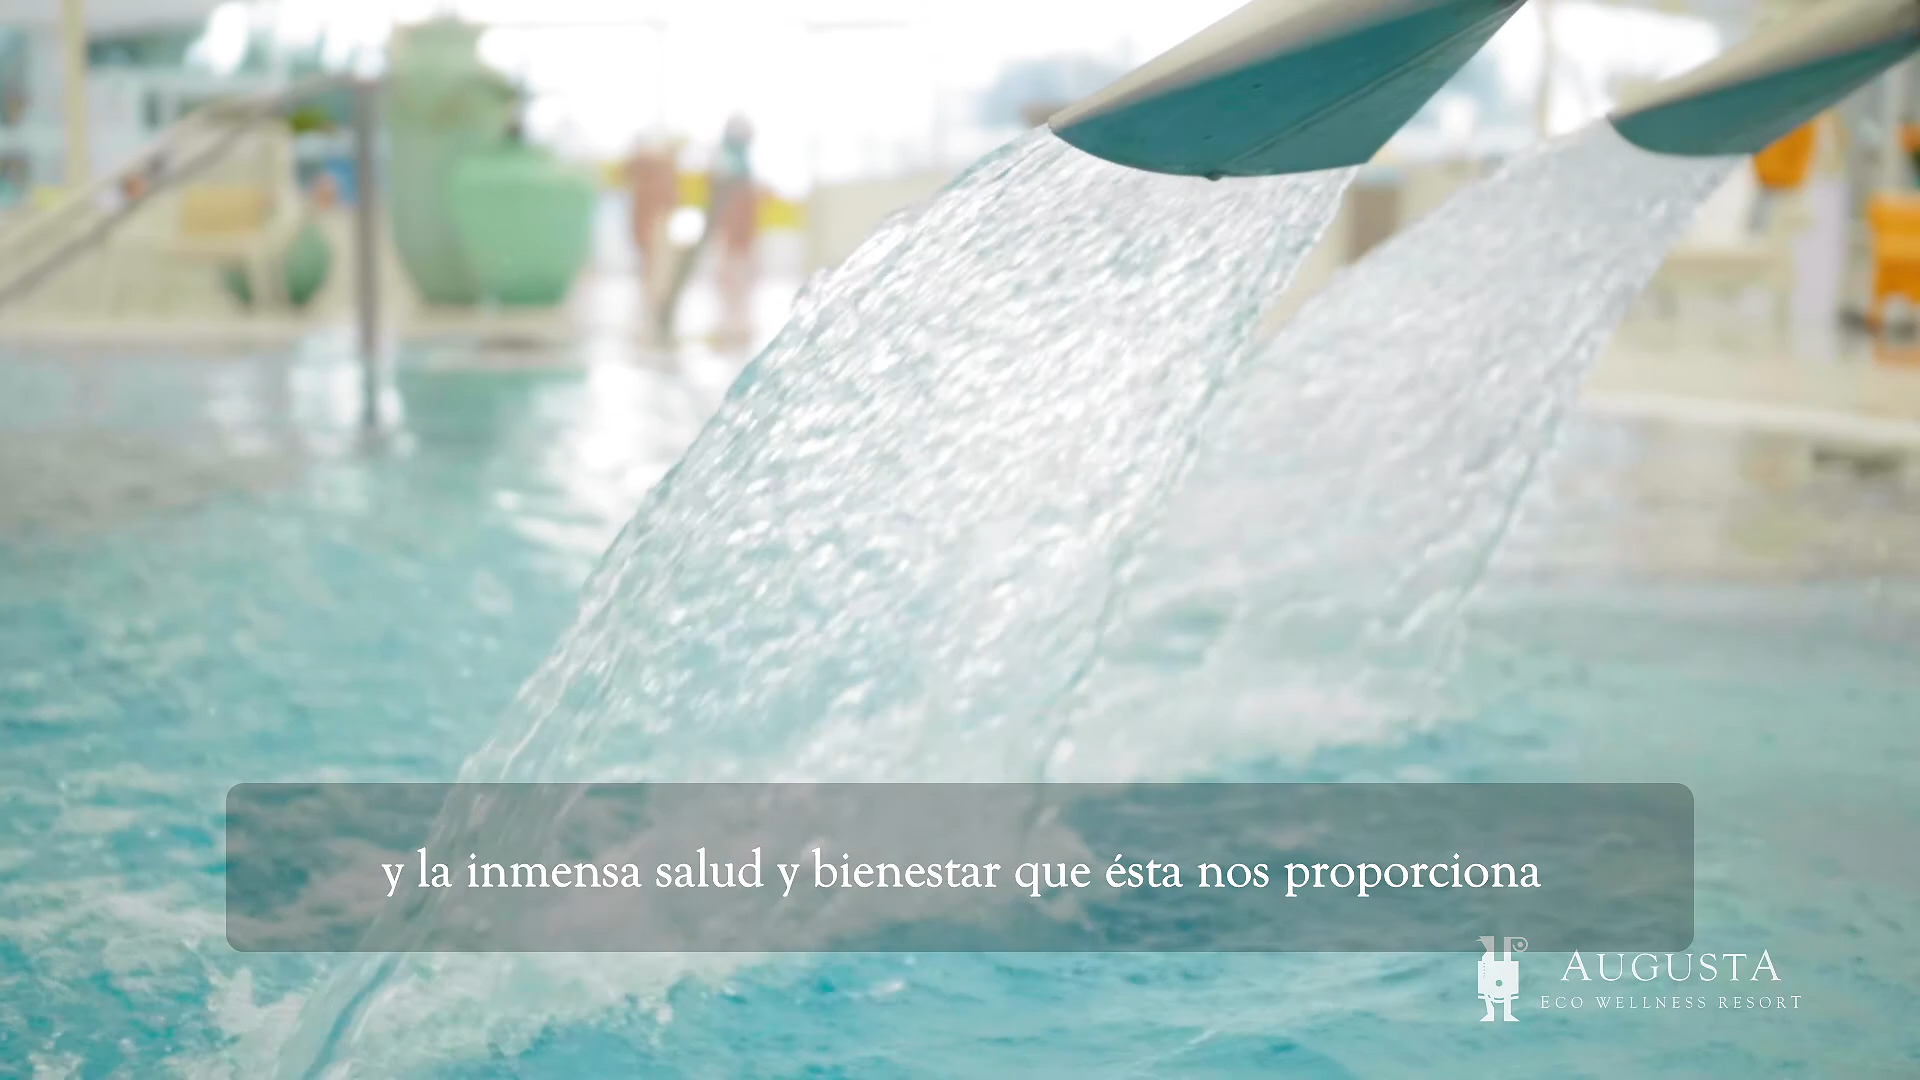 y la inmensa salud y bienestar que ésta nos proporciona
AUGUSTA
ECO WELLNESS RESORT